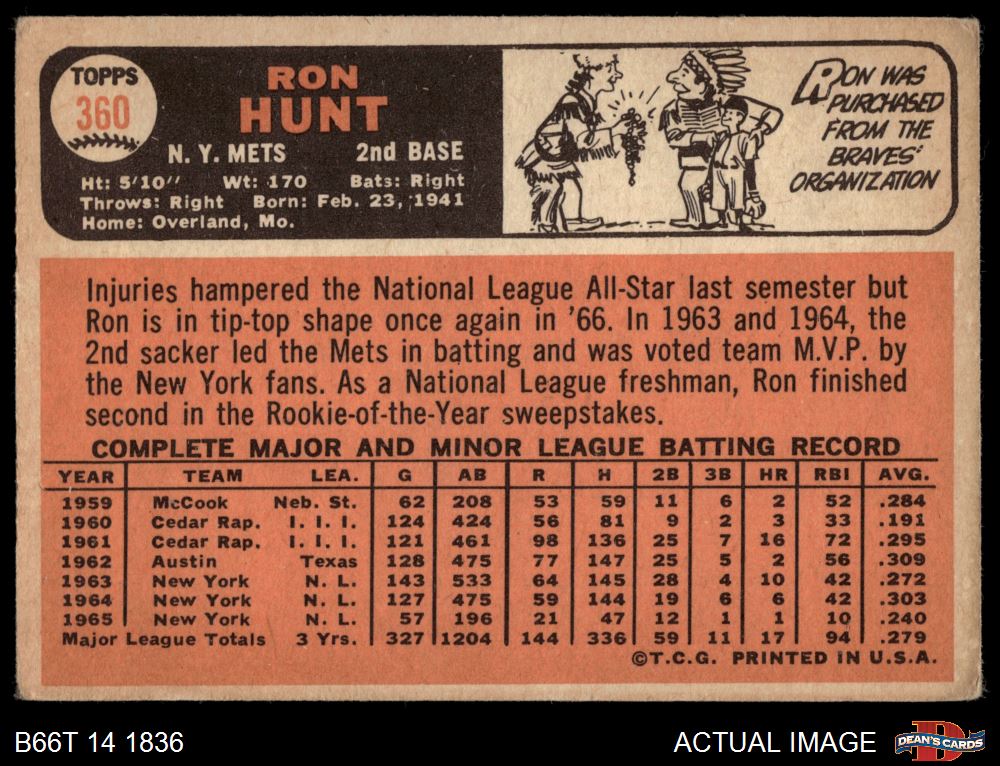 TOPPS
360
RON
HUNT
N. Y. METS 2nd BASE
Ht: 5'10" Wt: 170 Bats: Right
Throws: Right Born: Feb. 23, 1941
Home: Overland, Mo.
RON WAS
PURCHASED
FROM THE
BRAVES'
ORGANIZATION
Injuries hampered the National League All-Star last semester but
Ron is in tip-top shape once again in '66. In 1963 and 1964, the
2nd sacker led the Mets in batting and was voted team M.V.P. by
the New York fans. As a National League freshman, Ron finished
second in the Rookie-of-the-Year sweepstakes.
COMPLETE MAJOR AND MINOR LEAGUE BATTING RECORD
YEAR TEAM LEA. G AB R H 2B 3B HR RBI AVG.
1959 McCook Neb. St. 62 208 53 59 11 6 2 52 .284
1960 Cedar Rap. I. I. I. 124 424 56 81 9 2 3 33 .191
1961 Cedar Rap. I. I. I. 121 461 98 136 25 7 16 72 .295
1962 Austin Texas 128 475 77 147 25 5 2 56 .309
1963 New York N. L. 143 533 64 145 28 4 10 42 .272
1964 New York N. L. 127 475 59 144 19 6 6 42 .303
1965 New York N. L. 57 196 21 47 12 1 1 10 .240
Major League Totals 3 Yrs. 327 1204 144 336 59 11 17 94 .279
©T.C.G. PRINTED IN U.S.A.
B66T 14 1836 ACTUAL IMAGE DEAN'S CARDS